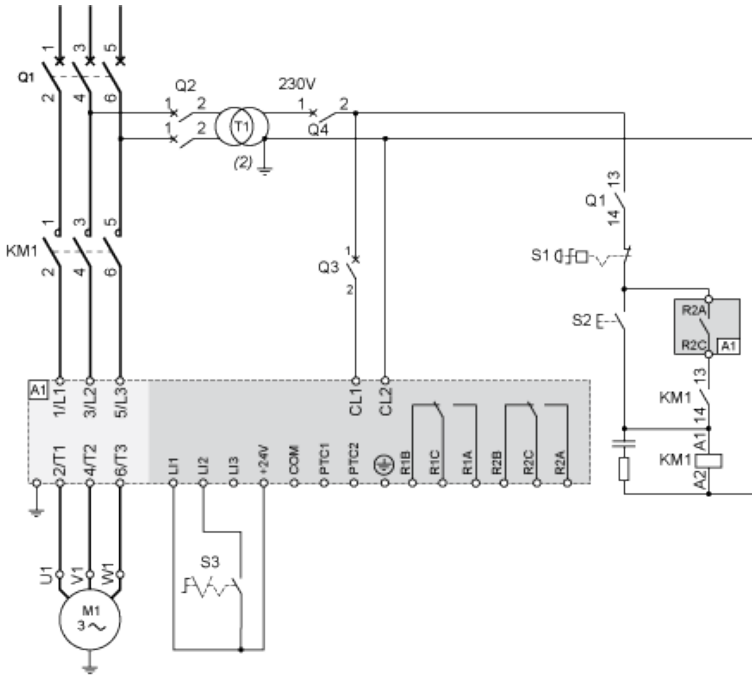 1 3 5
Q1
2 4 6
Q2
1 2
1 2
T1
(2)
230V
1 2
Q4
1 3 5
KM1
2 4 6
1
Q3
2
13
Q1
14
S1
S2
R2A
R2C
A1
13
KM1
14
A1
KM1
A2
A1
1/L1 3/L2 5/L3
CL1 CL2
2/T1 4/T2 6/T3
LI1 LI2 LI3 +24V COM PTC1 PTC2 R1B R1C R1A R2B R2C R2A
S3
U1 V1 W1
M1
3